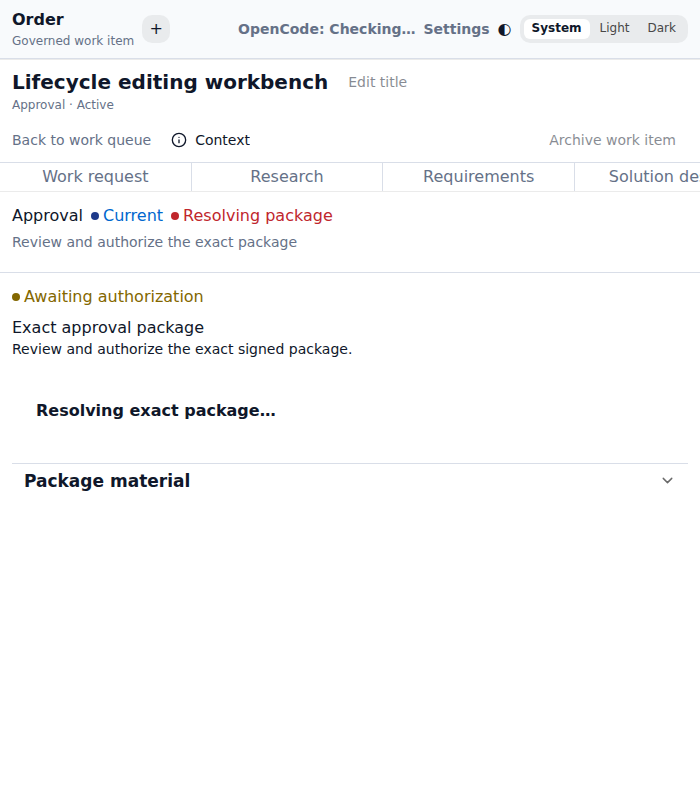 Order
Governed work item
+
OpenCode: Checking… Settings
System Light Dark
Lifecycle editing workbench Edit title
Approval · Active
Back to work queue Context Archive work item
Work request Research Requirements Solution de
Approval Current Resolving package
Review and authorize the exact package
Awaiting authorization
Exact approval package
Review and authorize the exact signed package.
Resolving exact package…
Package material